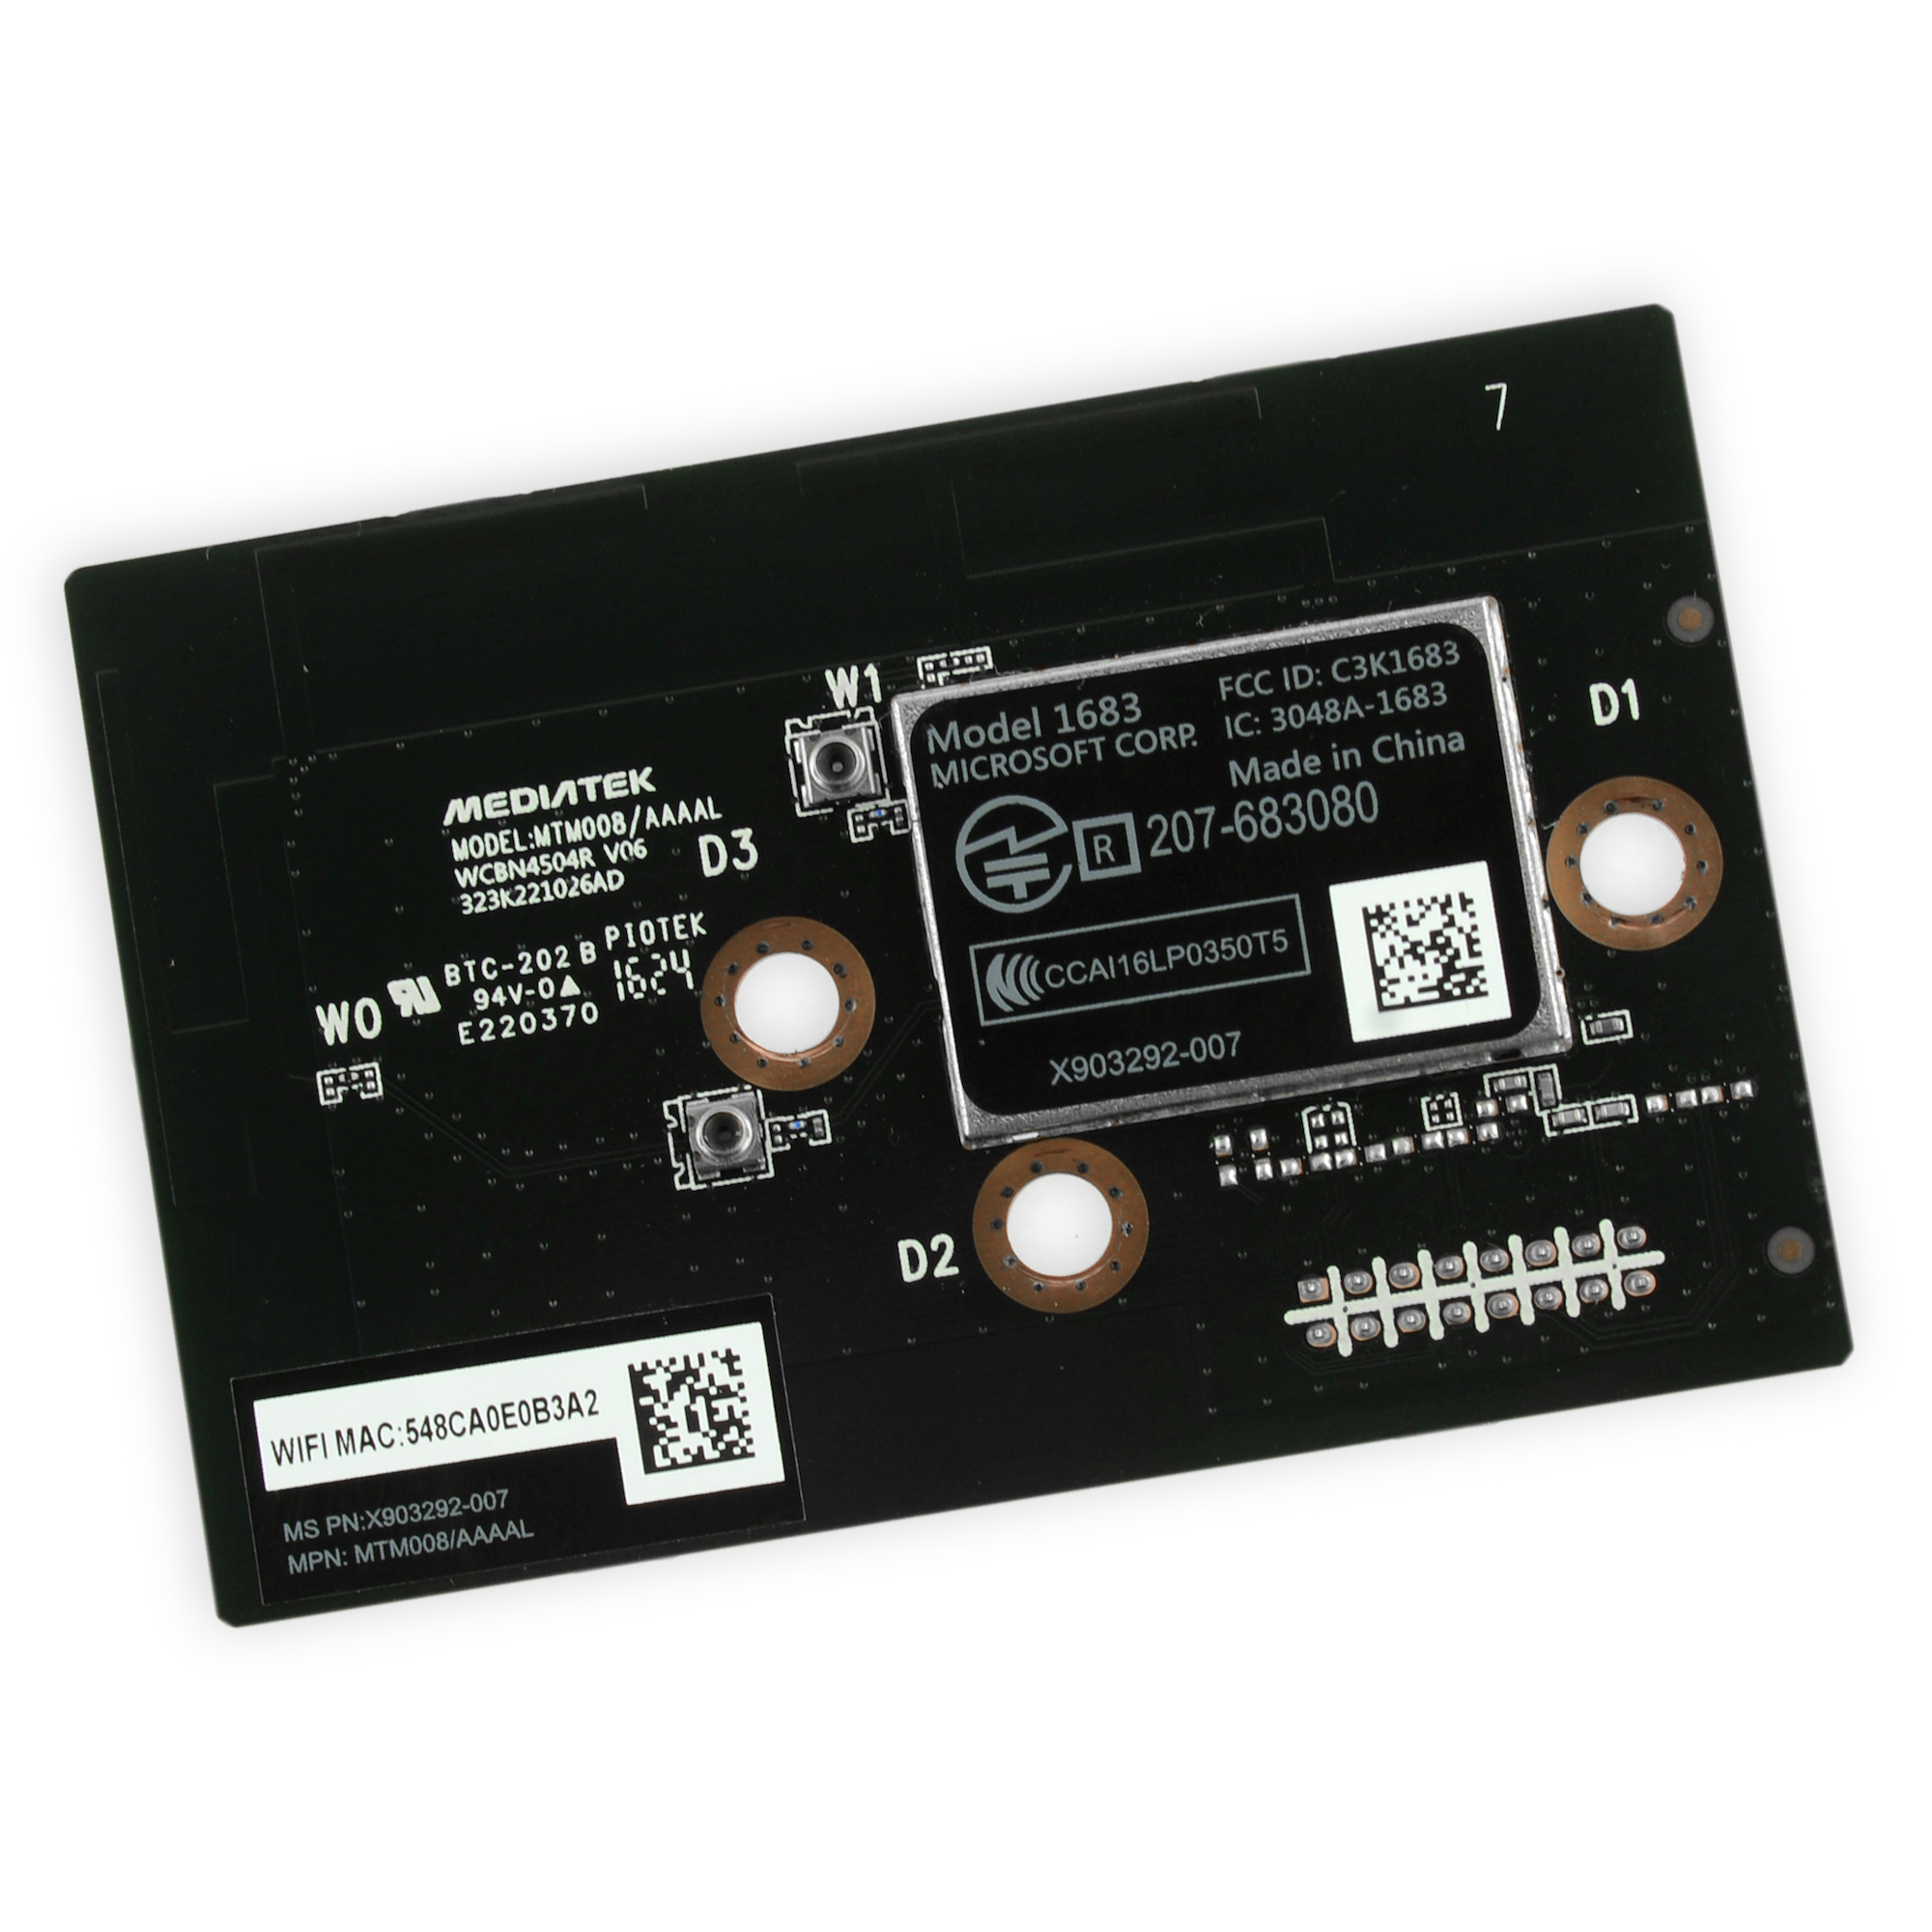 7
W1
MEDIATEK
MODEL:MTM008/AAAAL
WCBN4504R V06
323K221026AD
D3
Model 1683
MICROSOFT CORP.
FCC ID: C3K1683
IC: 3048A-1683
Made in China
R 207-683080
CCAI16LP0350T5
X903292-007
D1
W0
BTC-202 B
94V-0
E220370
PIOTEK
1624
D2
WIFI MAC:548CA0E0B3A2
MS PN:X903292-007
MPN: MTM008/AAAAL